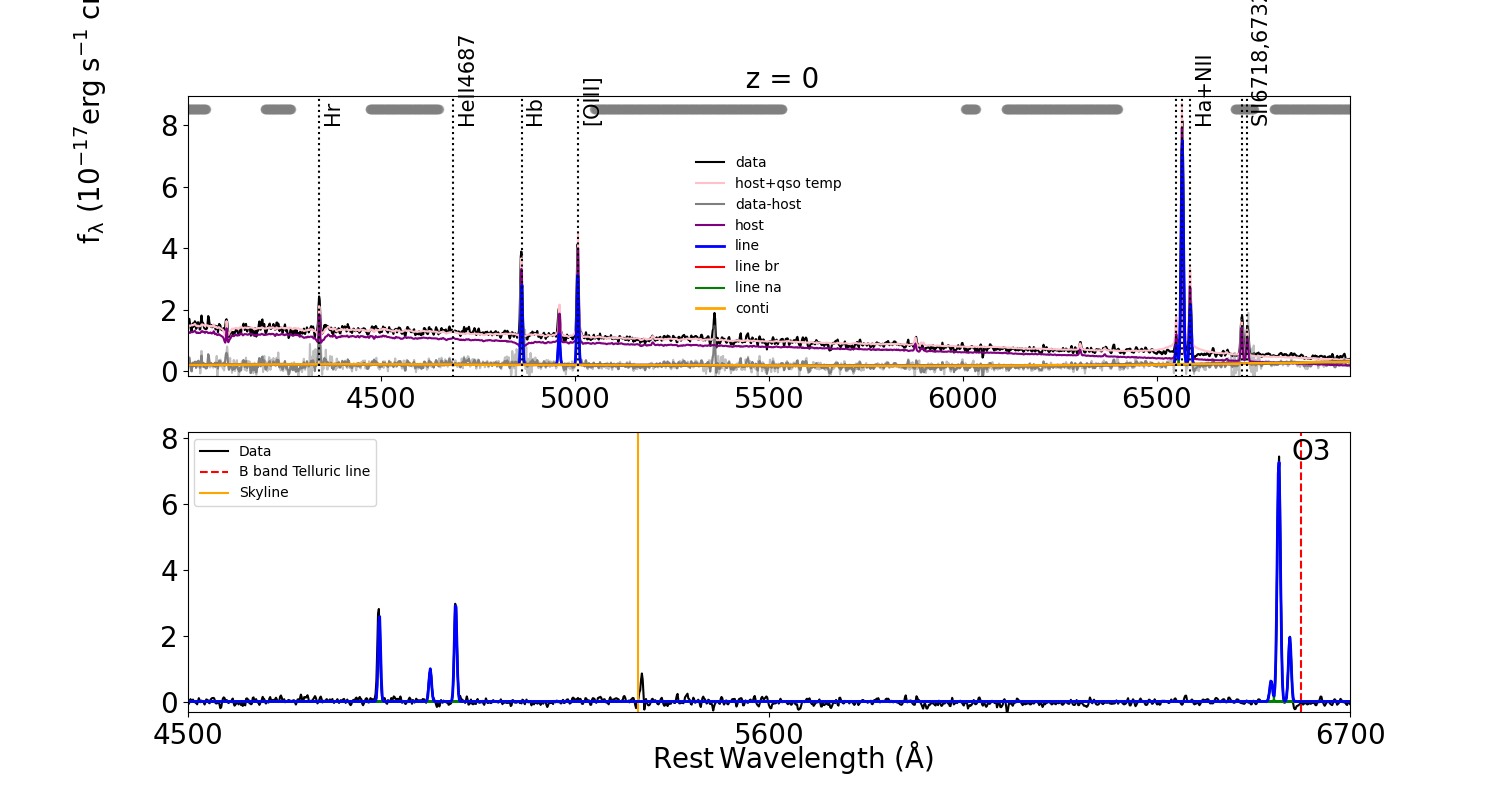 z = 0
f_λ (10^{-17} erg s^{-1} c
Hr
HeII4687
Hb
[OIII]
Ha+NII
SII6718,673
8
6
4
2
0
data
host+qso temp
data-host
host
line
line br
line na
conti
4500 5000 5500 6000 6500
8
6
4
2
0
Data
B band Telluric line
Skyline
O3
4500 5600 6700
Rest Wavelength (Å)